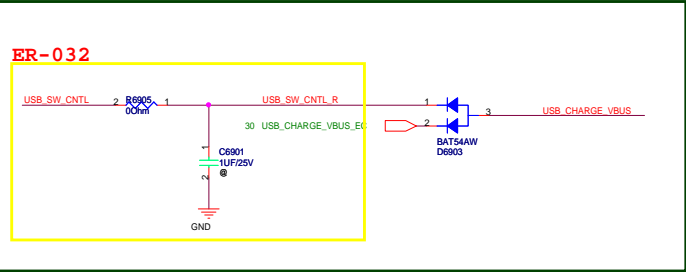 ER-032
USB_SW_CNTL
2
R6905
1
0Ohm
USB_SW_CNTL_R
1
3
USB_CHARGE_VBUS
30
USB_CHARGE_VBUS_EC
2
BAT54AW
D6903
1
C6901
1UF/25V
@
2
GND